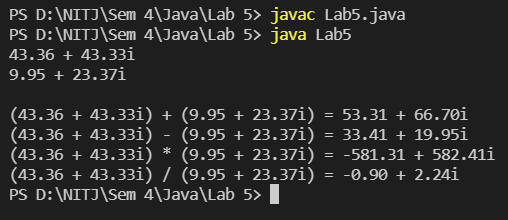 PS D:\NITJ\Sem 4\Java\Lab 5> javac Lab5.java
PS D:\NITJ\Sem 4\Java\Lab 5> java Lab5
43.36 + 43.33i
9.95 + 23.37i
(43.36 + 43.33i) + (9.95 + 23.37i) = 53.31 + 66.70i
(43.36 + 43.33i) - (9.95 + 23.37i) = 33.41 + 19.95i
(43.36 + 43.33i) * (9.95 + 23.37i) = -581.31 + 582.41i
(43.36 + 43.33i) / (9.95 + 23.37i) = -0.90 + 2.24i
PS D:\NITJ\Sem 4\Java\Lab 5>